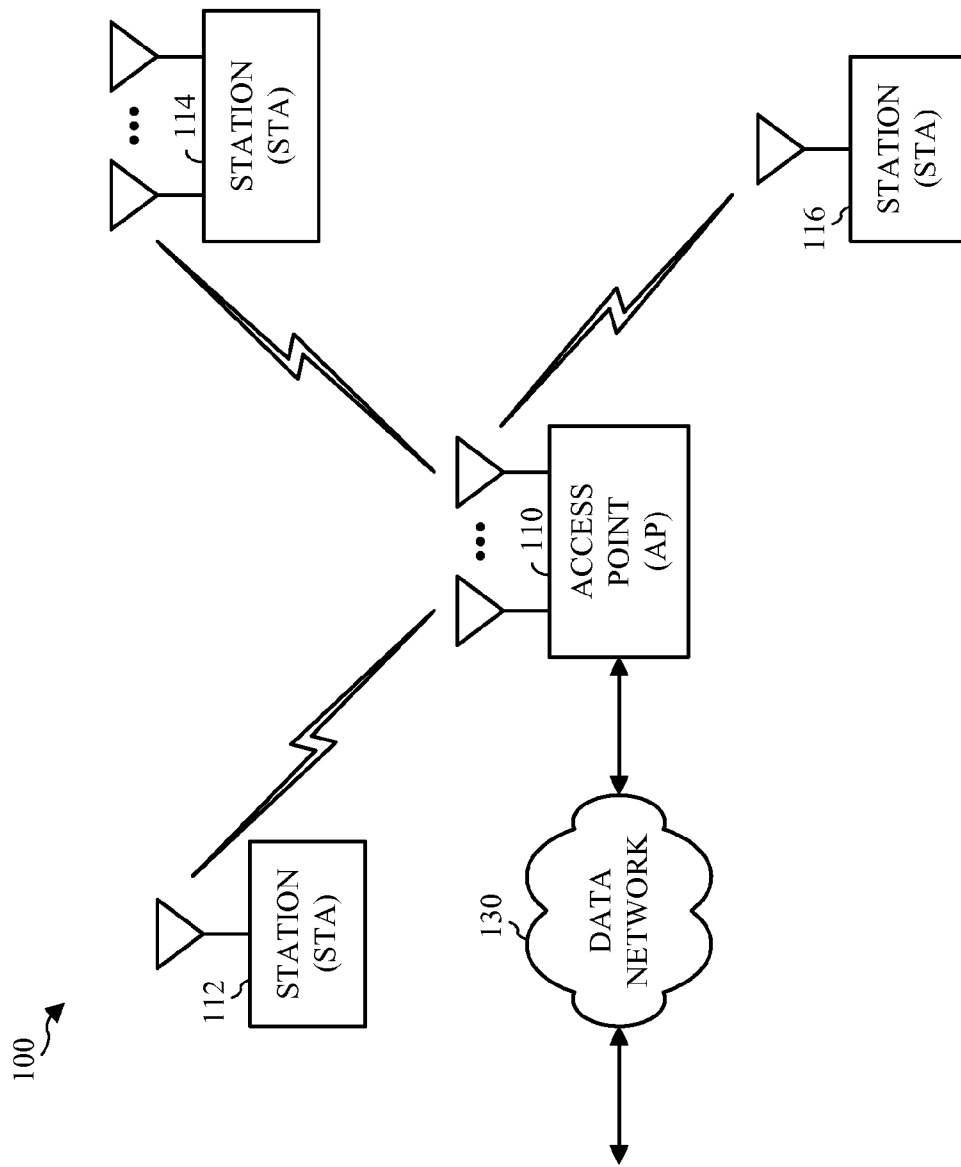 100
112
STATION
(STA)
114
STATION
(STA)
130
DATA
NETWORK
110
ACCESS
POINT
(AP)
116
STATION
(STA)